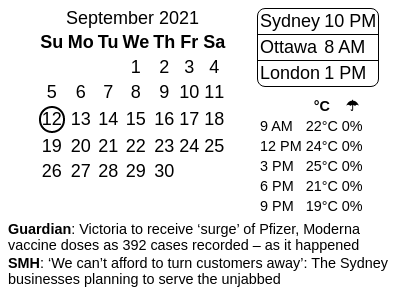 September 2021
Su Mo Tu We Th Fr Sa
1 2 3 4
5 6 7 8 9 10 11
12 13 14 15 16 17 18
19 20 21 22 23 24 25
26 27 28 29 30
Sydney 10 PM
Ottawa 8 AM
London 1 PM
°C ☂
9 AM 22°C 0%
12 PM 24°C 0%
3 PM 25°C 0%
6 PM 21°C 0%
9 PM 19°C 0%
Guardian: Victoria to receive ‘surge’ of Pfizer, Moderna
vaccine doses as 392 cases recorded – as it happened
SMH: ‘We can’t afford to turn customers away’: The Sydney
businesses planning to serve the unjabbed